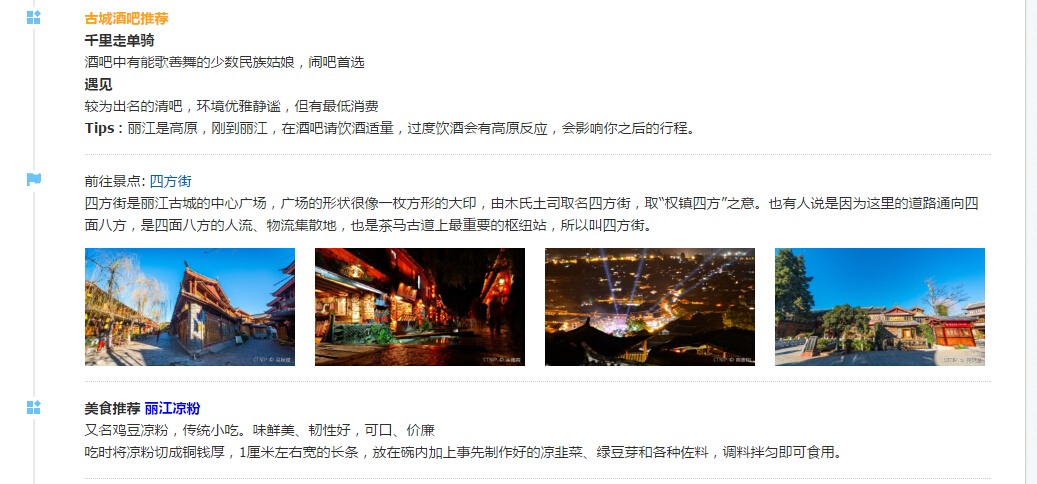 古城酒吧推荐
千里走单骑
酒吧中有能歌善舞的少数民族姑娘，闹吧首选
遇见
较为出名的清吧，环境优雅静谧，但有最低消费
Tips：丽江是高原，刚到丽江，在酒吧请饮酒适量，过度饮酒会有高原反应，会影响你之后的行程。
前往景点: 四方街
四方街是丽江古城的中心广场，广场的形状很像一枚方形的大印，由木氏土司取名四方街，取“权镇四方”之意。也有人说是因为这里的道路通向四
面八方，是四面八方的人流、物流集散地，也是茶马古道上最重要的枢纽站，所以叫四方街。
CTRIP ©
CTRIP ©
CTRIP ©
CTRIP ©
美食推荐 丽江凉粉
又名鸡豆凉粉，传统小吃。味鲜美、韧性好，可口、价廉
吃时将凉粉切成铜钱厚，1厘米左右宽的长条，放在碗内加上事先制作好的凉韭菜、绿豆芽和各种佐料，调料拌匀即可食用。